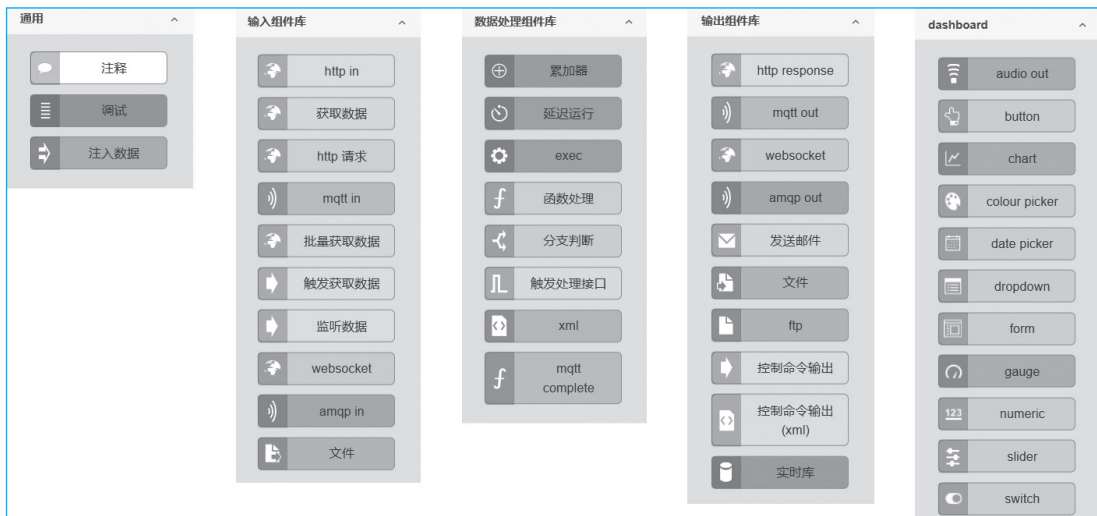 通用
注释
调试
注入数据
输入组件库
http in
获取数据
http 请求
mqtt in
批量获取数据
触发获取数据
监听数据
websocket
amqp in
文件
数据处理组件库
累加器
延迟运行
exec
函数处理
分支判断
触发处理接口
xml
mqtt
complete
输出组件库
http response
mqtt out
websocket
amqp out
发送邮件
文件
ftp
控制命令输出
控制命令输出
(xml)
实时库
dashboard
audio out
button
chart
colour picker
date picker
dropdown
form
gauge
123 numeric
slider
switch